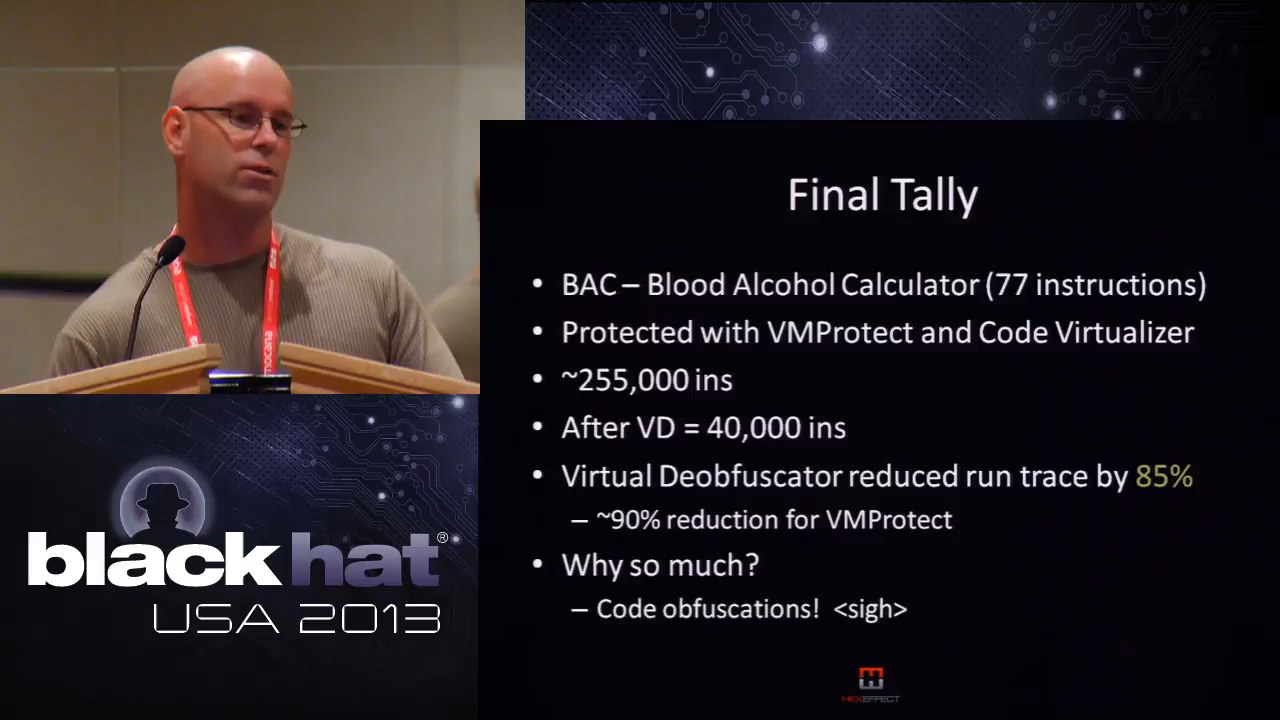 Final Tally
• BAC – Blood Alcohol Calculator (77 instructions)
• Protected with VMProtect and Code Virtualizer
• ~255,000 ins
• After VD = 40,000 ins
• Virtual Deobfuscator reduced run trace by 85%
– ~90% reduction for VMProtect
• Why so much?
– Code obfuscations! <sigh>
HEXEFFECT
mocana
black hat®
USA 2013